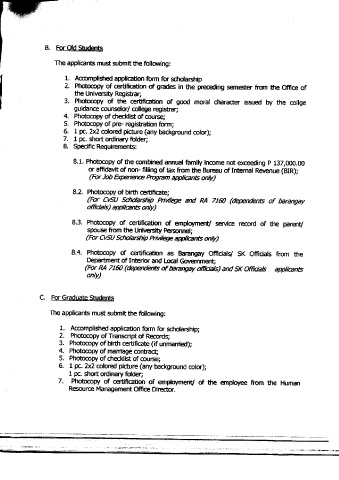 B. For Old Students
The applicants must submit the following:
1. Accomplished application form for scholarship
2. Photocopy of certification of grades in the preceding semester from the Office of
the University Registrar;
3. Photocopy of the certification of good moral character issued by the collge
guidance counselor/ college registrar;
4. Photocopy of checklist of course;
5. Photocopy of pre- registration form;
6. 1 pc. 2x2 colored picture (any background color);
7. 1 pc. short ordinary folder;
8. Specific Requirements:
8.1. Photocopy of the combined annual family income not exceeding P 137,000.00
or affidavit of non- filling of tax from the Bureau of Internal Revenue (BIR);
(For Job Experience Program applicants only)
8.2. Photocopy of birth certificate;
(For CvSU Scholarship Privilege and RA 7160 (dependents of barangay
officials) applicants only)
8.3. Photocopy of certification of employment/ service record of the parent/
spouse from the University Personnel;
(For CvSU Scholarship Privilege applicants only)
8.4. Photocopy of certification as Barangay Officials/ SK Officials from the
Department of Interior and Local Government;
(For RA 7160 (dependents of barangay officials) and SK Officials applicants
only)
C. For Graduate Students
The applicants must submit the following:
1. Accomplished application form for scholarship;
2. Photocopy of Transcript of Records;
3. Photocopy of birth certificate (if unmarried);
4. Photocopy of marriage contract;
5. Photocopy of checklist of course;
6. 1 pc. 2x2 colored picture (any background color);
1 pc. short ordinary folder;
7. Photocopy of certification of employment/ of the employee from the Human
Resource Management Office Director.